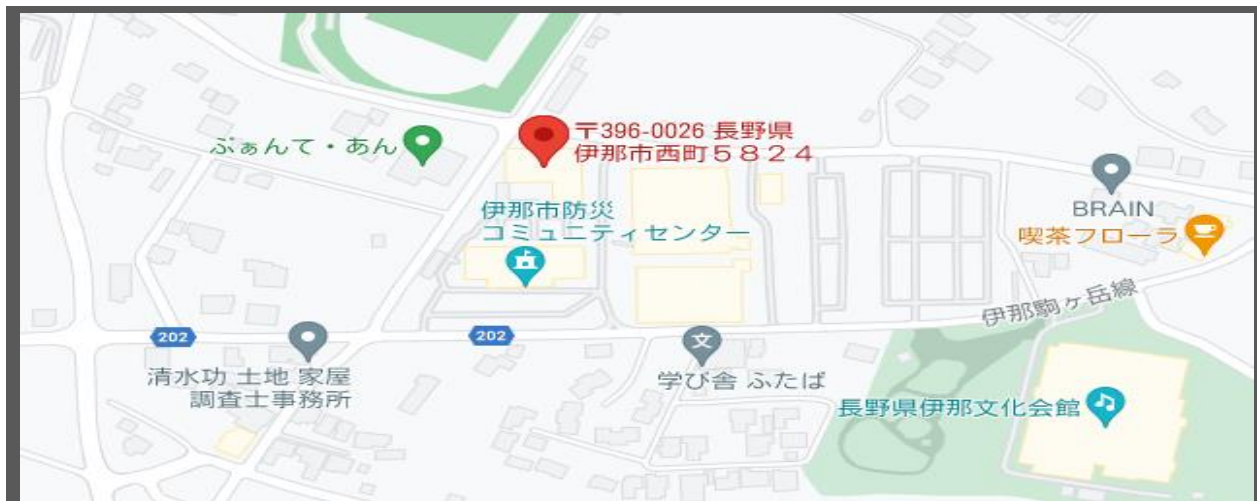 〒396-0026 長野県
伊那市西町５８２４
ぷぁんて・あん
伊那市防災
コミュニティセンター
BRAIN
喫茶フローラ
伊那駒ヶ岳線
202
202
清水功 土地 家屋
調査士事務所
文
学び舎 ふたば
長野県伊那文化会館